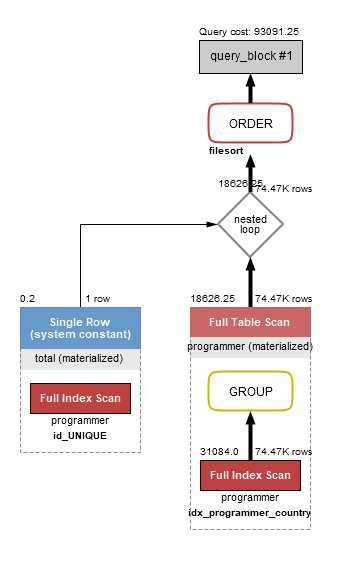 Query cost: 93091.25
query_block #1
ORDER
filesort
18626.25
74.47K rows
nested
loop
0.2
1 row
18626.25
74.47K rows
Single Row
(system constant)
Full Table Scan
total (materialized)
programmer (materialized)
Full Index Scan
GROUP
programmer
id_UNIQUE
31084.0
74.47K rows
Full Index Scan
programmer
idx_programmer_country